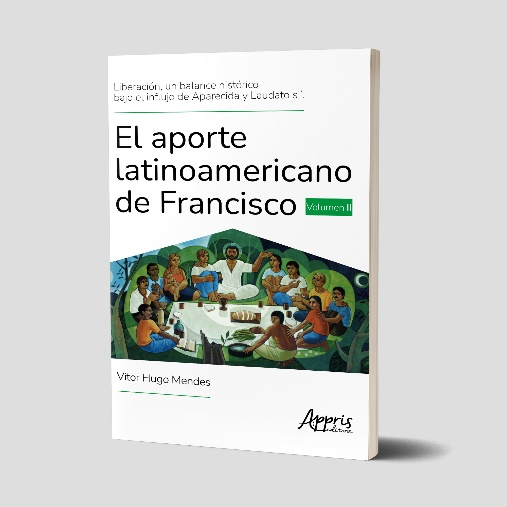 Liberación, un balance histórico
bajo el influjo de Aparecida y Laudato si'.
El aporte
latinoamericano
de Francisco
Volumen II
Vitor Hugo Mendes
Appris
editora